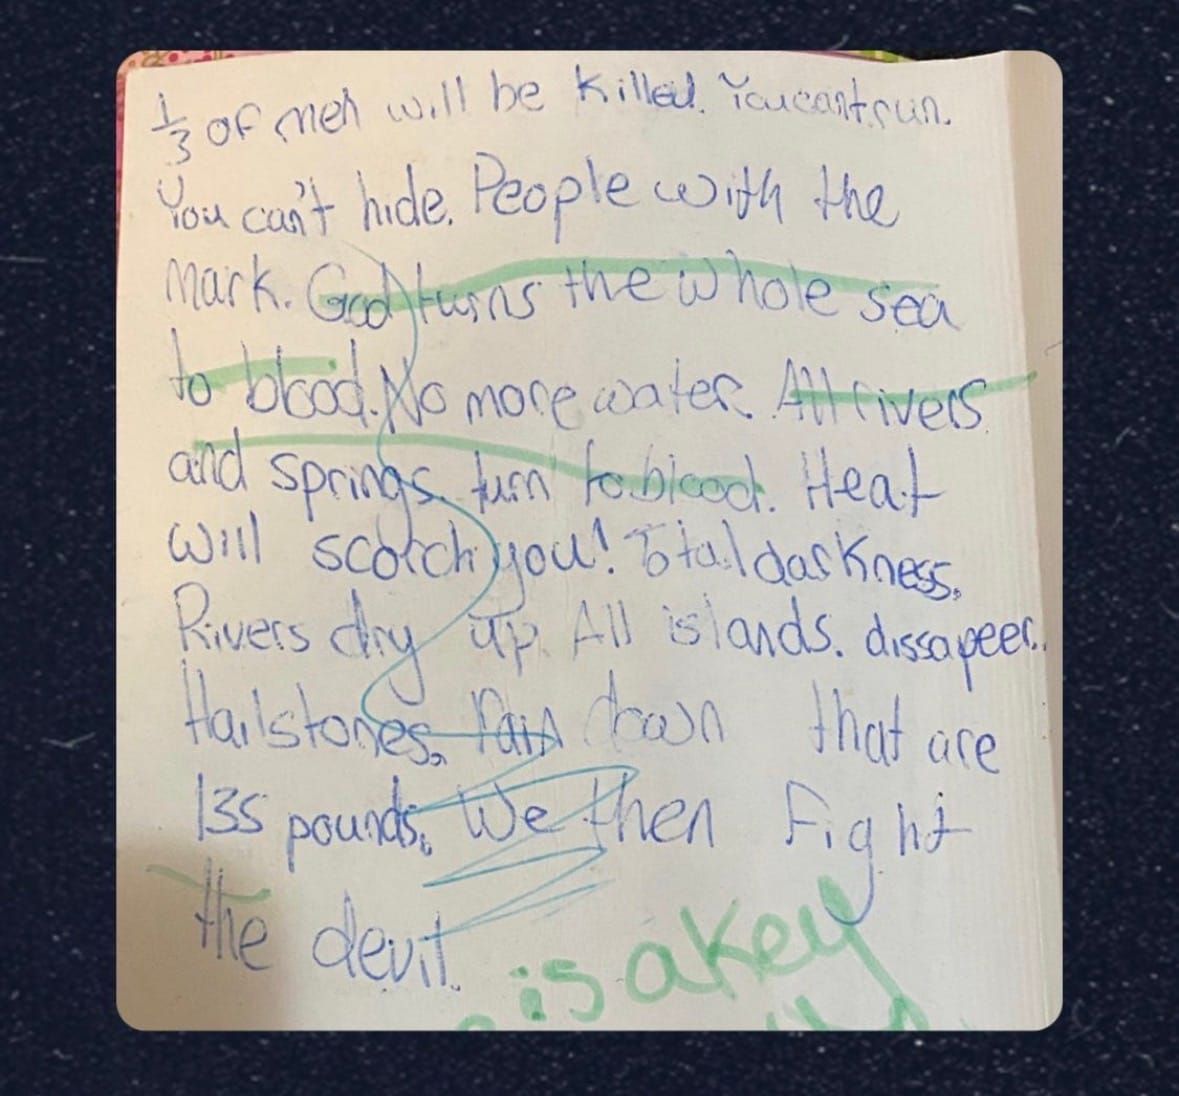 1/3 of men will be killed. You can't run.
You can't hide. People with the
mark. God turns the whole sea
to blood. No more water. All rivers
and springs turn to blood. Heat
will scotch you! Total darkness.
Rivers dry up. All islands. dissapeer.
Hailstones, rain down that are
135 pounds. We then fight
the devil.
is a key